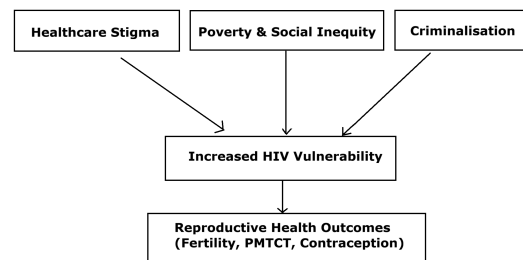 Healthcare Stigma
Poverty & Social Inequity
Criminalisation
Increased HIV Vulnerability
Reproductive Health Outcomes
(Fertility, PMTCT, Contraception)